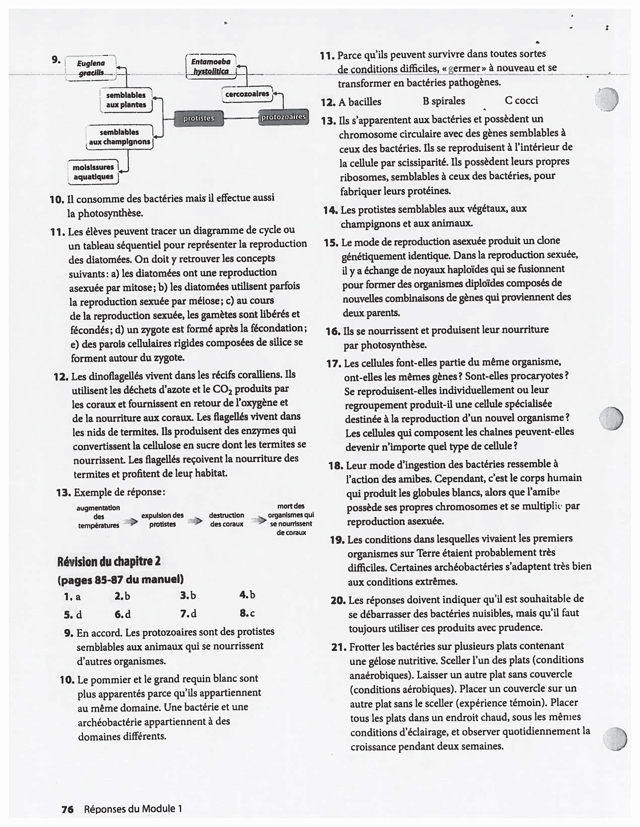 9. Euglena
gracilis
Entamoeba
hystolitica
semblables
aux plantes
cercozoaires
protistes
protozoaires
semblables
aux champignons
moisissures
aquatiques
10. Il consomme des bactéries mais il effectue aussi
la photosynthèse.
11. Les élèves peuvent tracer un diagramme de cycle ou
un tableau séquentiel pour représenter la reproduction
des diatomées. On doit y retrouver les concepts
suivants : a) les diatomées ont une reproduction
asexuée par mitose ; b) les diatomées utilisent parfois
la reproduction sexuée par méiose ; c) au cours
de la reproduction sexuée, les gamètes sont libérés et
fécondés ; d) un zygote est formé après la fécondation ;
e) des parois cellulaires rigides composées de silice se
forment autour du zygote.
12. Les dinoflagellés vivent dans les récifs coralliens. Ils
utilisent les déchets d'azote et le CO₂ produits par
les coraux et fournissent en retour de l'oxygène et
de la nourriture aux coraux. Les flagellés vivent dans
les nids de termites. Ils produisent des enzymes qui
convertissent la cellulose en sucre dont les termites se
nourrissent. Les flagellés reçoivent la nourriture des
termites et profitent de leur habitat.
13. Exemple de réponse :
augmentation
des
températures
expulsion des
protistes
destruction
des coraux
mort des
organismes qui
se nourrissent
de coraux
Révision du chapitre 2
(pages 85-87 du manuel)
1. a 2. b 3. b 4. b
5. d 6. d 7. d 8. c
9. En accord. Les protozoaires sont des protistes
semblables aux animaux qui se nourrissent
d'autres organismes.
10. Le pommier et le grand requin blanc sont
plus apparentés parce qu'ils appartiennent
au même domaine. Une bactérie et une
archéobactérie appartiennent à des
domaines différents.
11. Parce qu'ils peuvent survivre dans toutes sortes
de conditions difficiles, « germer » à nouveau et se
transformer en bactéries pathogènes.
12. A bacilles B spirales C cocci
13. Ils s'apparentent aux bactéries et possèdent un
chromosome circulaire avec des gènes semblables à
ceux des bactéries. Ils se reproduisent à l'intérieur de
la cellule par scissiparité. Ils possèdent leurs propres
ribosomes, semblables à ceux des bactéries, pour
fabriquer leurs protéines.
14. Les protistes semblables aux végétaux, aux
champignons et aux animaux.
15. Le mode de reproduction asexuée produit un clone
génétiquement identique. Dans la reproduction sexuée,
il y a échange de noyaux haploïdes qui se fusionnent
pour former des organismes diploïdes composés de
nouvelles combinaisons de gènes qui proviennent des
deux parents.
16. Ils se nourrissent et produisent leur nourriture
par photosynthèse.
17. Les cellules font-elles partie du même organisme,
ont-elles les mêmes gènes ? Sont-elles procaryotes ?
Se reproduisent-elles individuellement ou leur
regroupement produit-il une cellule spécialisée
destinée à la reproduction d'un nouvel organisme ?
Les cellules qui composent les chaînes peuvent-elles
devenir n'importe quel type de cellule ?
18. Leur mode d'ingestion des bactéries ressemble à
l'action des amibes. Cependant, c'est le corps humain
qui produit les globules blancs, alors que l'amibe
possède ses propres chromosomes et se multiplie par
reproduction asexuée.
19. Les conditions dans lesquelles vivaient les premiers
organismes sur Terre étaient probablement très
difficiles. Certaines archéobactéries s'adaptent très bien
aux conditions extrêmes.
20. Les réponses doivent indiquer qu'il est souhaitable de
se débarrasser des bactéries nuisibles, mais qu'il faut
toujours utiliser ces produits avec prudence.
21. Frotter les bactéries sur plusieurs plats contenant
une gélose nutritive. Sceller l'un des plats (conditions
anaérobiques). Laisser un autre plat sans couvercle
(conditions aérobiques). Placer un couvercle sur un
autre plat sans le sceller (expérience témoin). Placer
tous les plats dans un endroit chaud, sous les mêmes
conditions d'éclairage, et observer quotidiennement la
croissance pendant deux semaines.
76 Réponses du Module 1